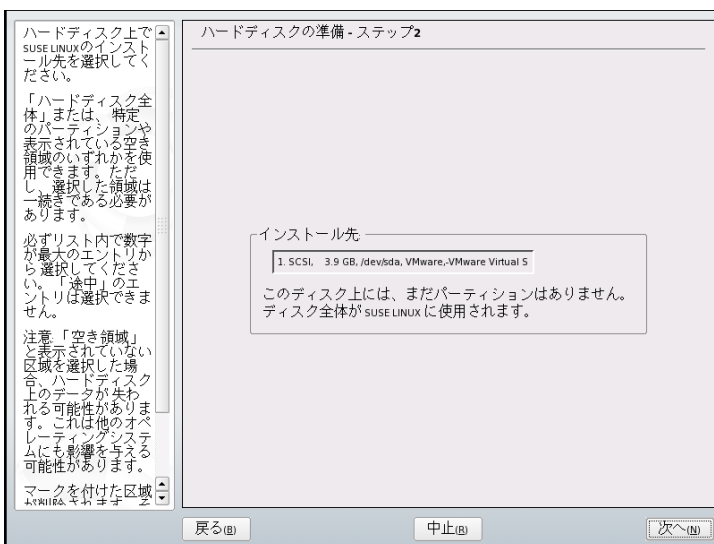 ハードディスク上で
SUSE LINUXのインスト
ール先を選択してく
ださい。
「ハードディスク全
体」または、特定
のパーティションや
表示されている空き
領域のいずれかを使
用できます。ただ
し、選択した領域は
一続きである必要が
あります。
必ずリスト内で数字
が最大のエントリか
ら 選択してくださ
い。「途中」のエ
ントリは選択できま
せん。
注意:「空き領域」
と表示されていない
区域を選択した場
合、ハードディスク
上のデータが 失わ
れる可能性がありま
す。これは他のオペ
レーティングシステ
ムにも影響を与える
可能性があります。
マークを付けた区域
が削除されます。そ
ハードディスクの準備 - ステップ2
インストール先:
1. SCSI, 3.9 GB, /dev/sda, VMware,-VMware Virtual S
このディスク上には、まだパーティションはありません。
ディスク全体が SUSE LINUX に使用されます。
戻る(B)
中止(R)
次へ(N)